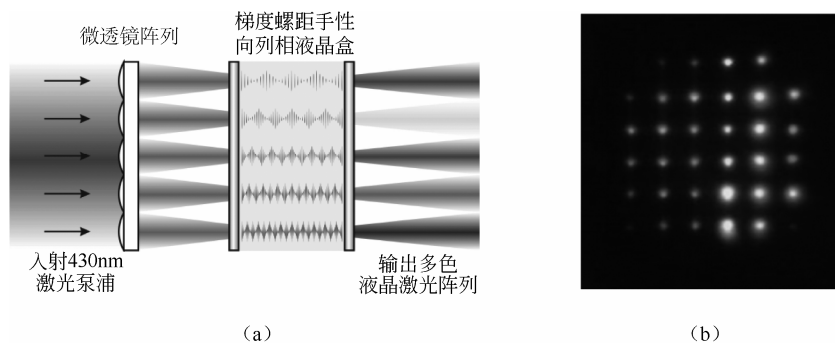 微透镜阵列
梯度螺距手性
向列相液晶盒
入射430nm
激光泵浦
输出多色
液晶激光阵列
（a）
（b）